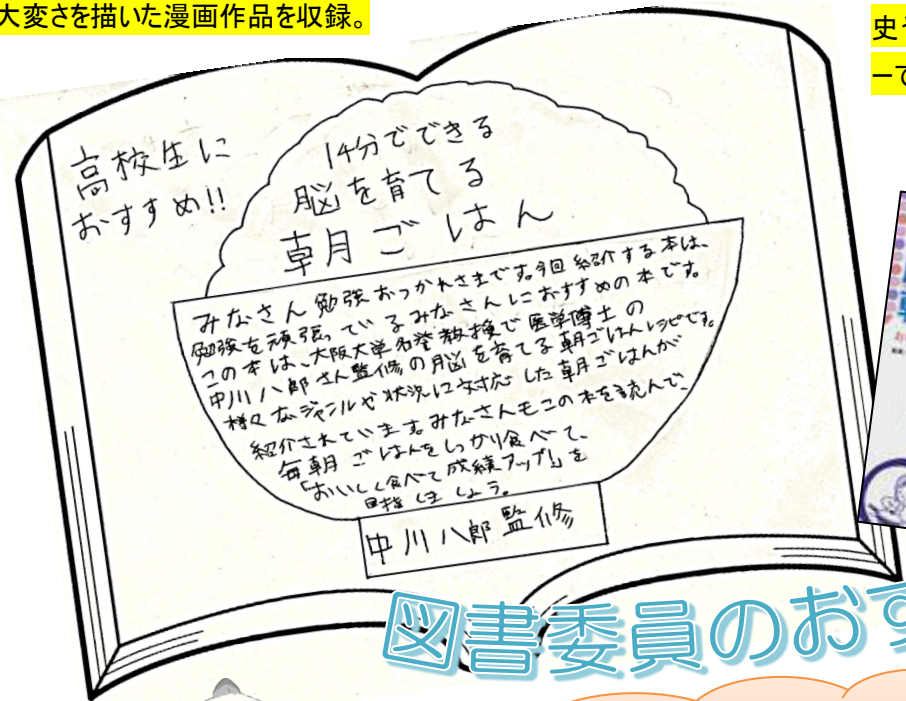 大変さを描いた漫画作品を収録。
高校生に
おすすめ!!
14分でできる
脳を育てる
朝ごはん
みなさん勉強おつかれさまです。今回紹介する本は、
勉強を頑張っているみなさんにおすすめの本です。
この本は、大阪大学名誉教授で医学博士の
中川八郎さん監修の脳を育てる朝ごはんレシピです。
様々なジャンルや状況に対応した朝ごはんが
紹介されています。みなさんもこの本を読んで、
毎朝ごはんをしっかり食べて、
「おいしく食べて成績アップ!」を
目指しましょう。
中川八郎監修
図書委員のおす